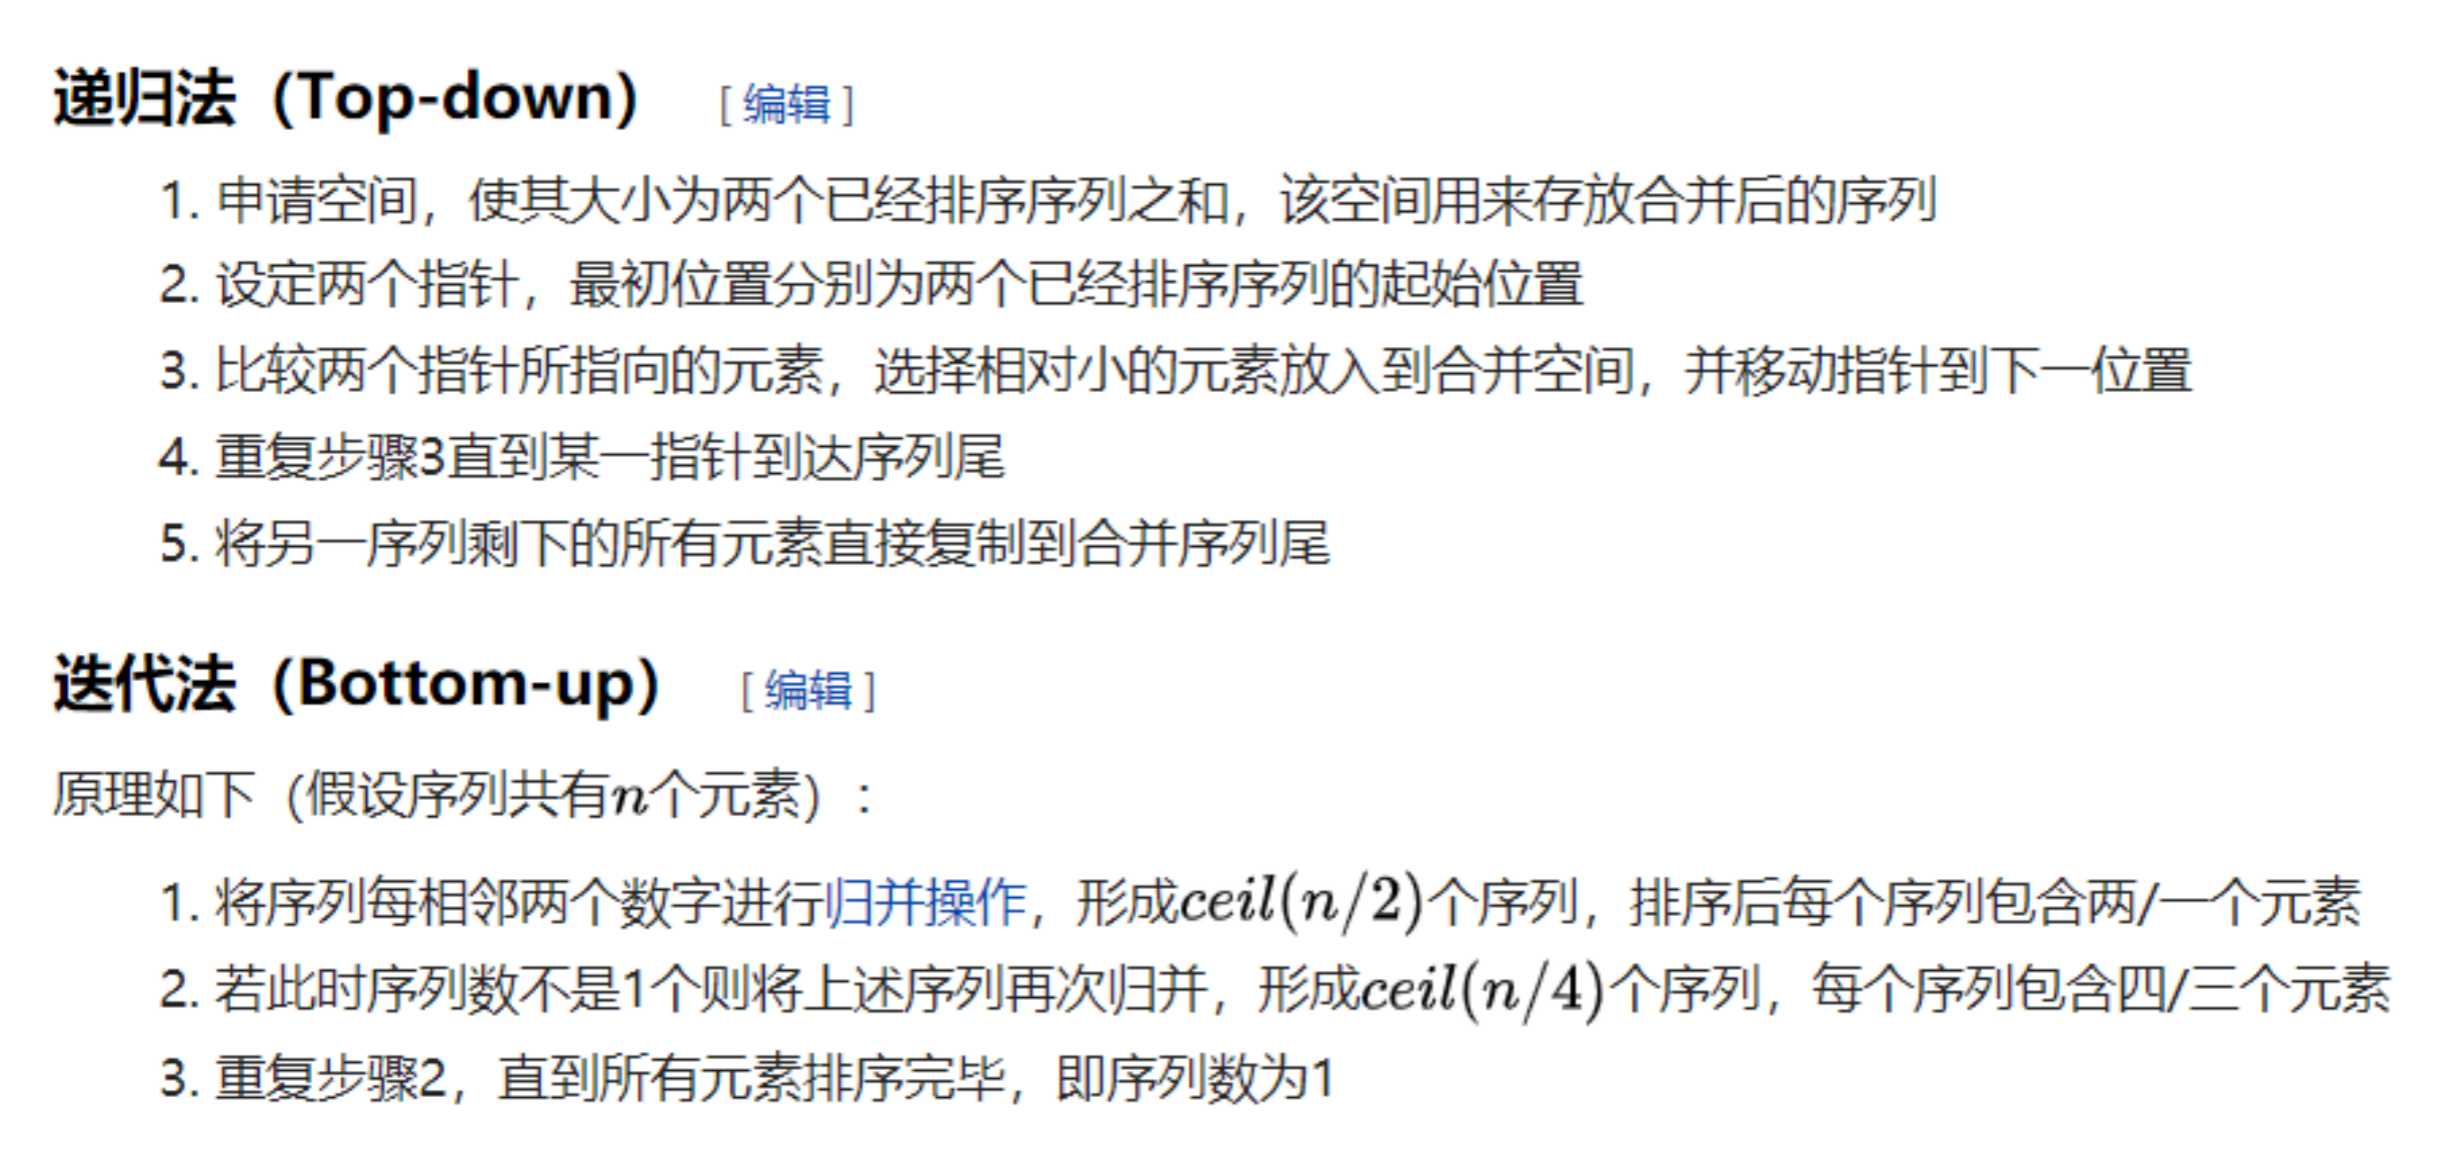 递归法（Top-down） [ 编辑 ]
1. 申请空间，使其大小为两个已经排序序列之和，该空间用来存放合并后的序列
2. 设定两个指针，最初位置分别为两个已经排序序列的起始位置
3. 比较两个指针所指向的元素，选择相对小的元素放入到合并空间，并移动指针到下一位置
4. 重复步骤3直到某一指针到达序列尾
5. 将另一序列剩下的所有元素直接复制到合并序列尾
迭代法（Bottom-up） [ 编辑 ]
原理如下（假设序列共有n个元素）：
1. 将序列每相邻两个数字进行归并操作，形成ceil(n/2)个序列，排序后每个序列包含两/一个元素
2. 若此时序列数不是1个则将上述序列再次归并，形成ceil(n/4)个序列，每个序列包含四/三个元素
3. 重复步骤2，直到所有元素排序完毕，即序列数为1